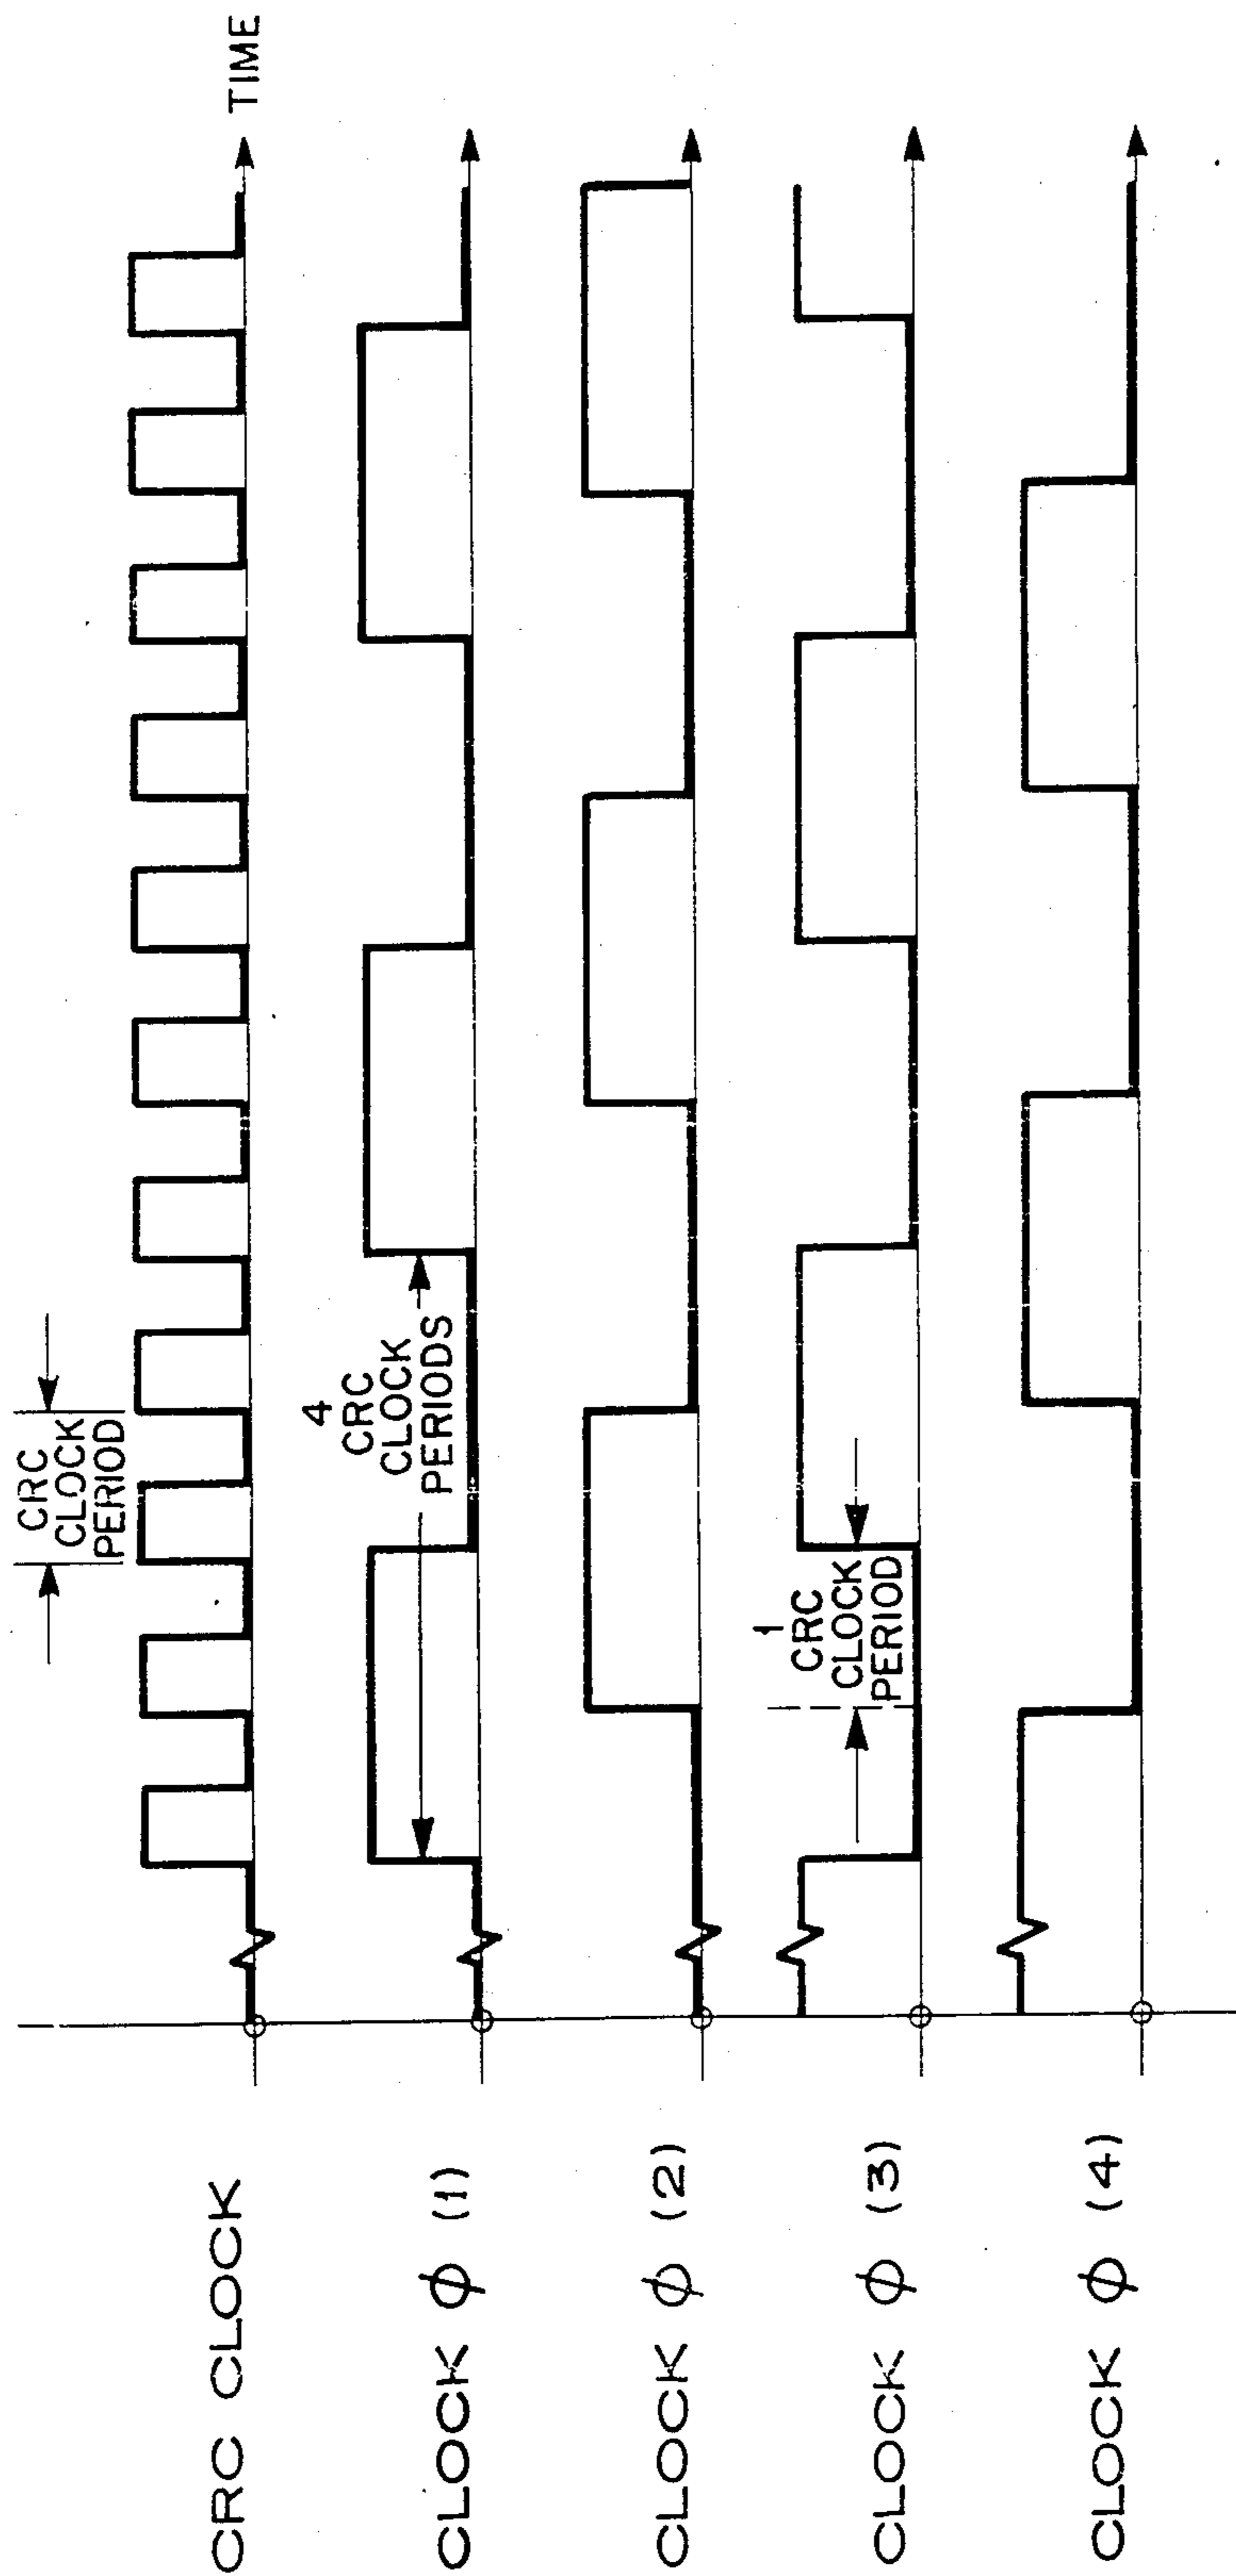 CRC CLOCK
CRC
CLOCK
PERIOD
TIME
CLOCK ϕ (1)
4
CRC
CLOCK
PERIODS
CLOCK ϕ (2)
CLOCK ϕ (3)
1
CRC
CLOCK
PERIOD
CLOCK ϕ (4)